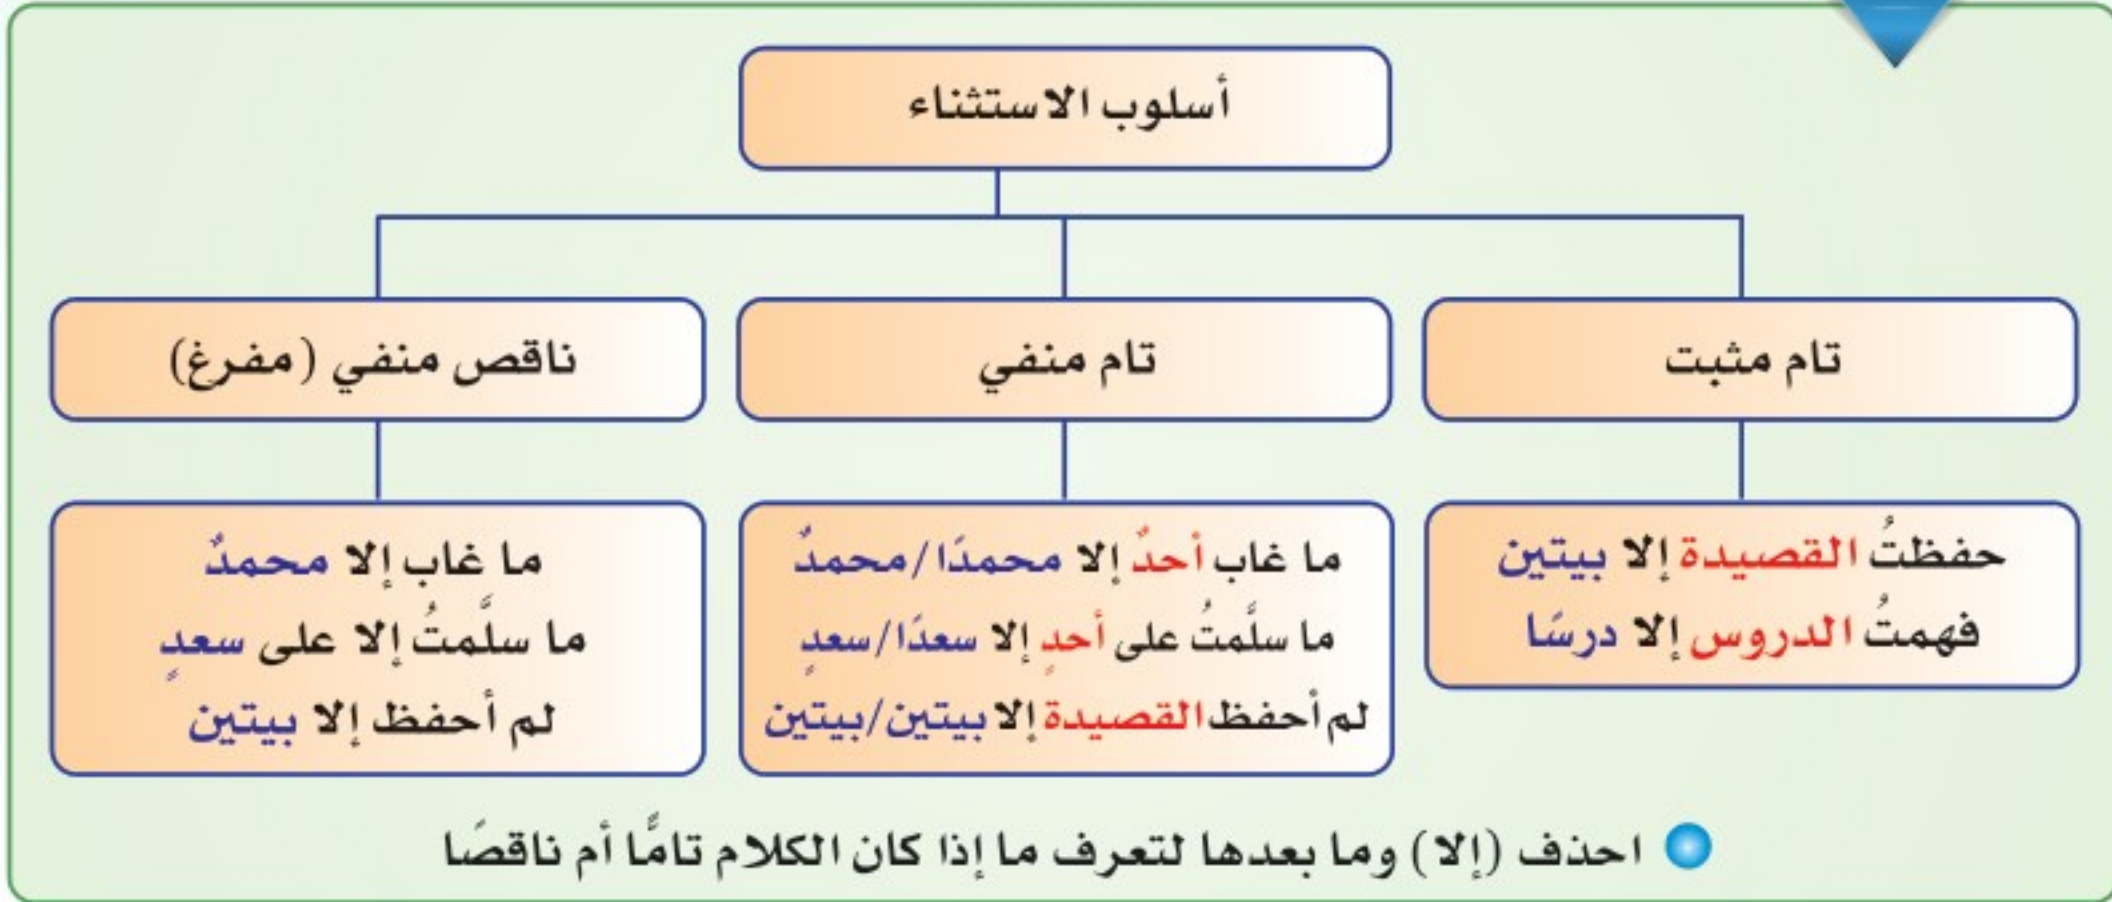 أسلوب الاستثناء
تام مثبت
تام منفي
ناقص منفي (مفرغ)
حفظتُ القصيدة إلا بيتين
فهمتُ الدروس إلا درسًا
ما غاب أحدٌ إلا محمدًا/محمدٌ
ما سلَّمتُ على أحدٍ إلا سعدًا/سعدٍ
لم أحفظ القصيدة إلا بيتين/بيتين
ما غاب إلا محمدٌ
ما سلَّمتُ إلا على سعدٍ
لم أحفظ إلا بيتين
احذف (إلا) وما بعدها لتعرف ما إذا كان الكلام تامًّا أم ناقصًا